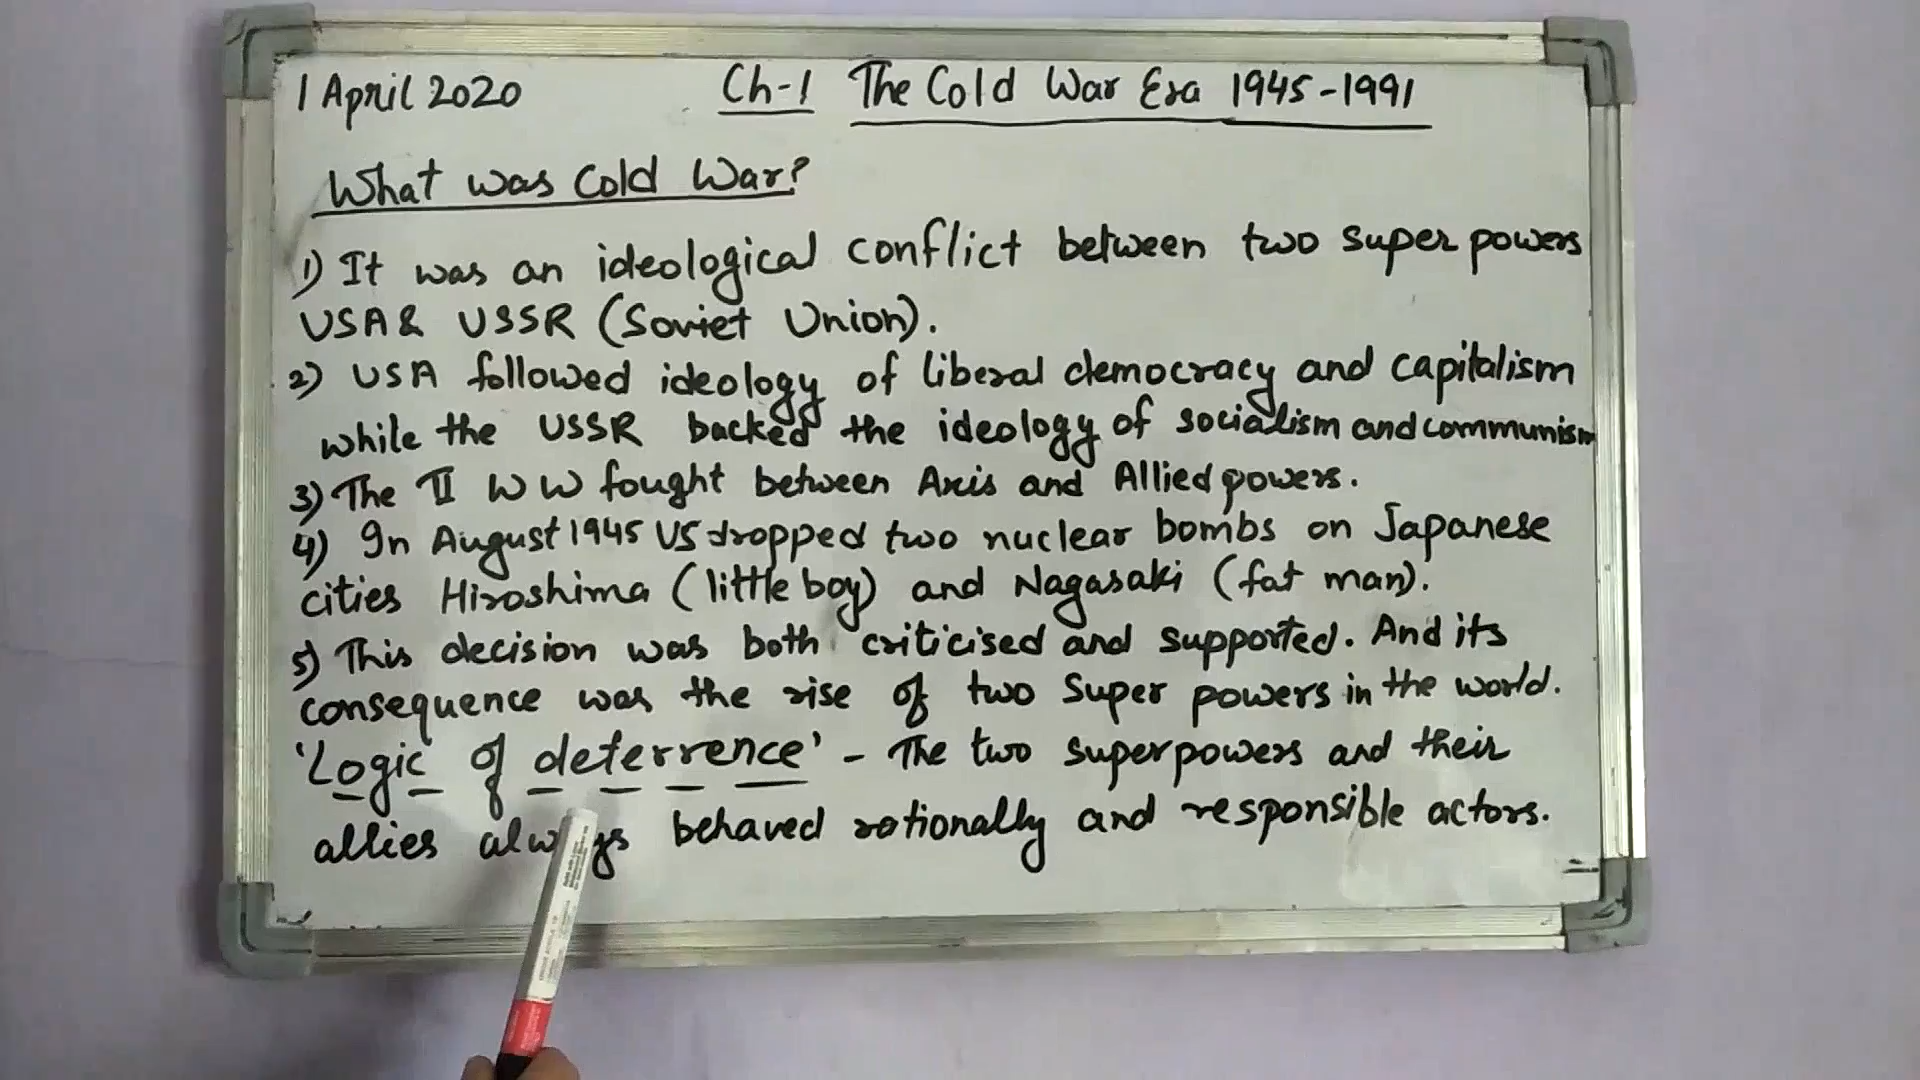 1 April 2020 Ch-1 The Cold War Era 1945-1991
What was Cold War?
1) It was an ideological conflict between two super powers
USA & USSR (Soviet Union).
2) USA followed ideology of liberal democracy and capitalism
while the USSR backed the ideology of socialism and communism
3) The II WW fought between Axis and Allied powers.
4) In August 1945 US dropped two nuclear bombs on Japanese
cities Hiroshima (little boy) and Nagasaki (fat man).
5) This decision was both criticised and supported. And its
consequence was the rise of two Super powers in the world.
'Logic of deterrence' - The two superpowers and their
allies always behaved rationally and responsible actors.